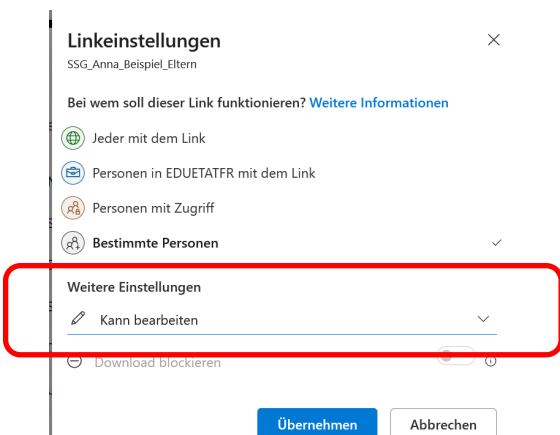 Linkeinstellungen
SSG_Anna_Beispiel_Eltern
Bei wem soll dieser Link funktionieren? Weitere Informationen
Jeder mit dem Link
Personen in EDUETATFR mit dem Link
Personen mit Zugriff
Bestimmte Personen
Weitere Einstellungen
Kann bearbeiten
Download blockieren
Übernehmen Abbrechen